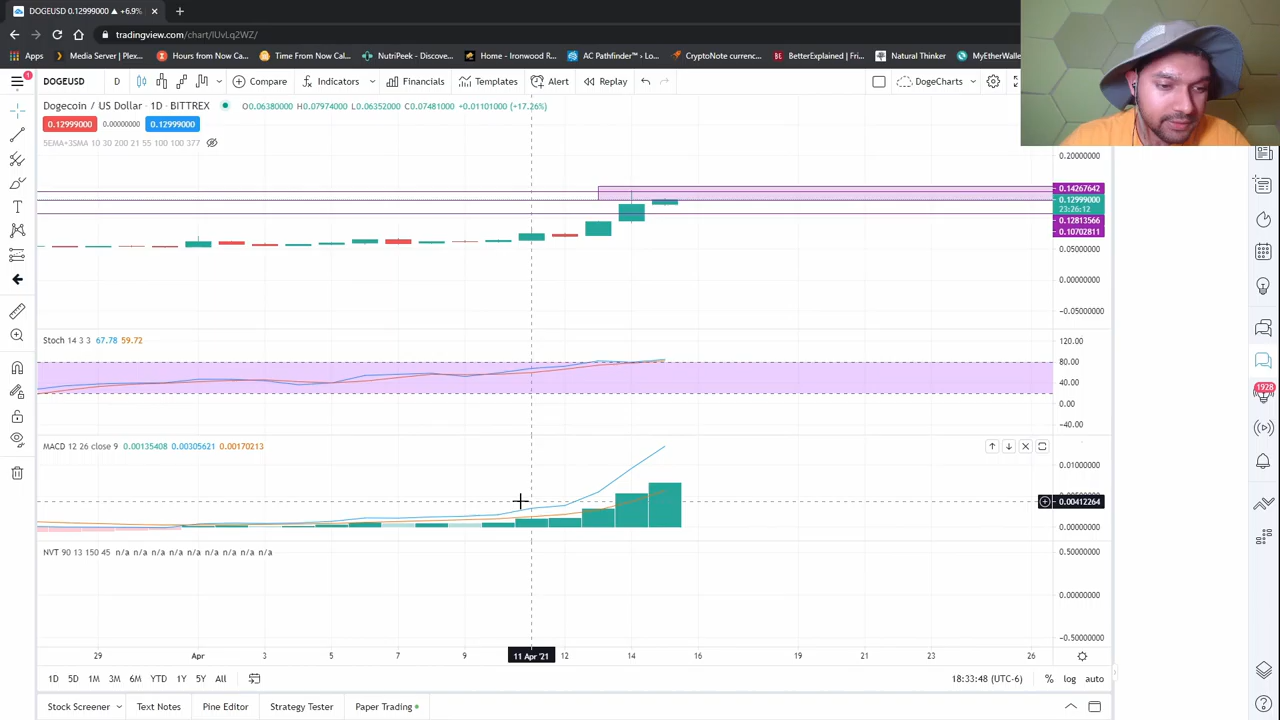 DOGEUSD 0.12999000 ▲ +6.9%
tradingview.com/chart/IUvLq2WZ/
Apps Media Server | Plex... Hours from Now Cal... Time From Now Cal... NutriPeek - Discover... Home - Ironwood R... AC Pathfinder™ › Lo... CryptoNote currenc... BetterExplained | Fr... Natural Thinker MyEtherWalle
DOGEUSD D Compare Indicators Financials Templates Alert Replay DogeCharts
Dogecoin / US Dollar · 1D · BITTREX O0.06380000 H0.07974000 L0.06352000 C0.07481000 +0.01101000 (+17.26%)
0.12999000 0.00000000 0.12999000
5EMA+3SMA 10 30 200 21 55 100 100 377
0.20000000
0.14267642
0.12999000
23:26:12
0.12813566
0.10702811
0.05000000
0.00000000
−0.05000000
Stoch 14 3 3 67.78 59.72
120.00
80.00
40.00
0.00
−40.00
1928
MACD 12 26 close 9 0.00135408 0.00305621 0.00170213
0.01000000
0.00412264
0.00000000
NVT 90 13 150 45 n/a n/a n/a n/a n/a n/a n/a n/a n/a
0.50000000
0.00000000
−0.50000000
29 Apr 3 5 7 9 11 Apr '21 12 14 16 19 21 23 26
1D 5D 1M 3M 6M YTD 1Y 5Y All 18:33:48 (UTC-6) % log auto
Stock Screener Text Notes Pine Editor Strategy Tester Paper Trading